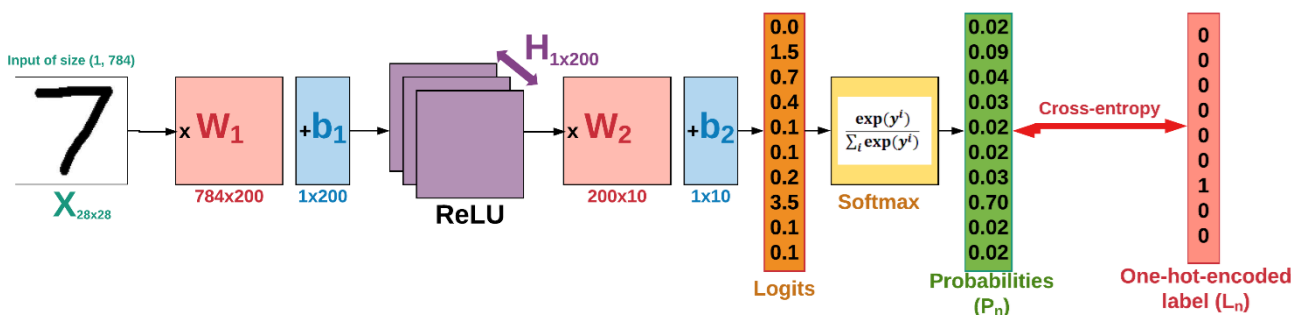 Input of size (1, 784)
X28x28
x W1
784x200
+b1
1x200
H1x200
ReLU
x W2
200x10
+b2
1x10
0.0
1.5
0.7
0.4
0.1
0.1
0.2
3.5
0.1
0.1
Logits
exp(yⁱ)
∑ᵢ exp(yⁱ)
Softmax
0.02
0.09
0.04
0.03
0.02
0.02
0.03
0.70
0.02
0.02
Probabilities
(Pn)
Cross-entropy
0
0
0
0
0
0
0
1
0
0
One-hot-encoded
label (Ln)